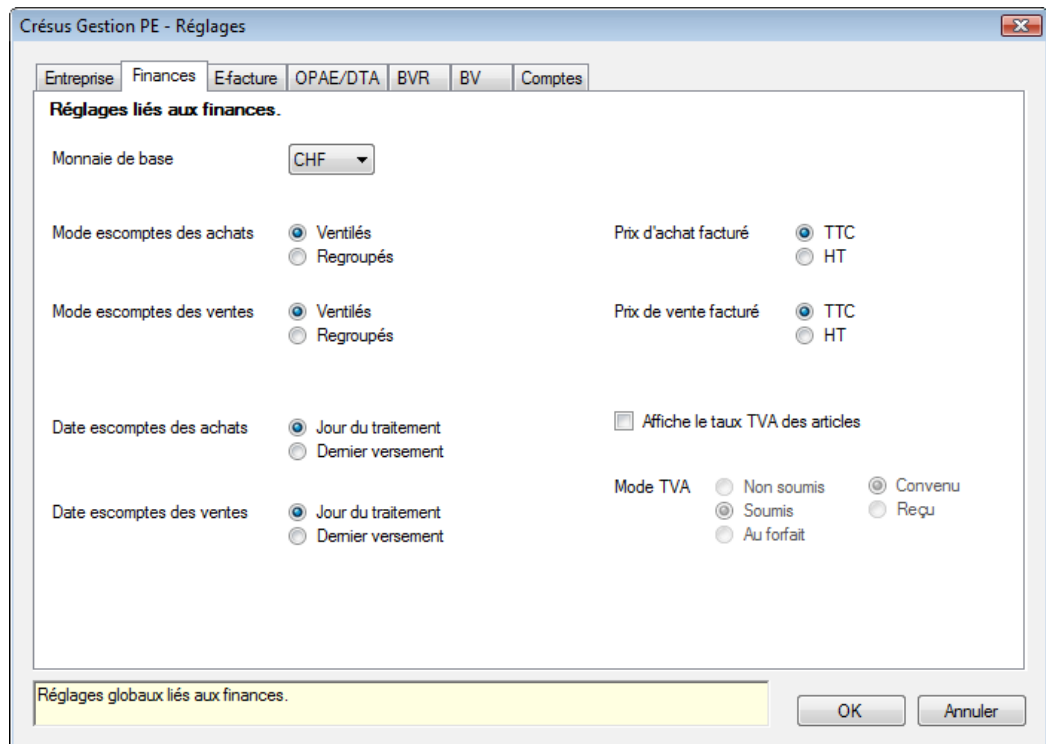 Crésus Gestion PE - Réglages
Entreprise Finances E-facture OPAE/DTA BVR BV Comptes
Réglages liés aux finances.
Monnaie de base CHF
Mode escomptes des achats Ventilés Prix d'achat facturé TTC
Regroupés HT
Mode escomptes des ventes Ventilés Prix de vente facturé TTC
Regroupés HT
Date escomptes des achats Jour du traitement Affiche le taux TVA des articles
Dernier versement
Mode TVA Non soumis Convenu
Date escomptes des ventes Jour du traitement Soumis Reçu
Dernier versement Au forfait
Réglages globaux liés aux finances.
OK Annuler